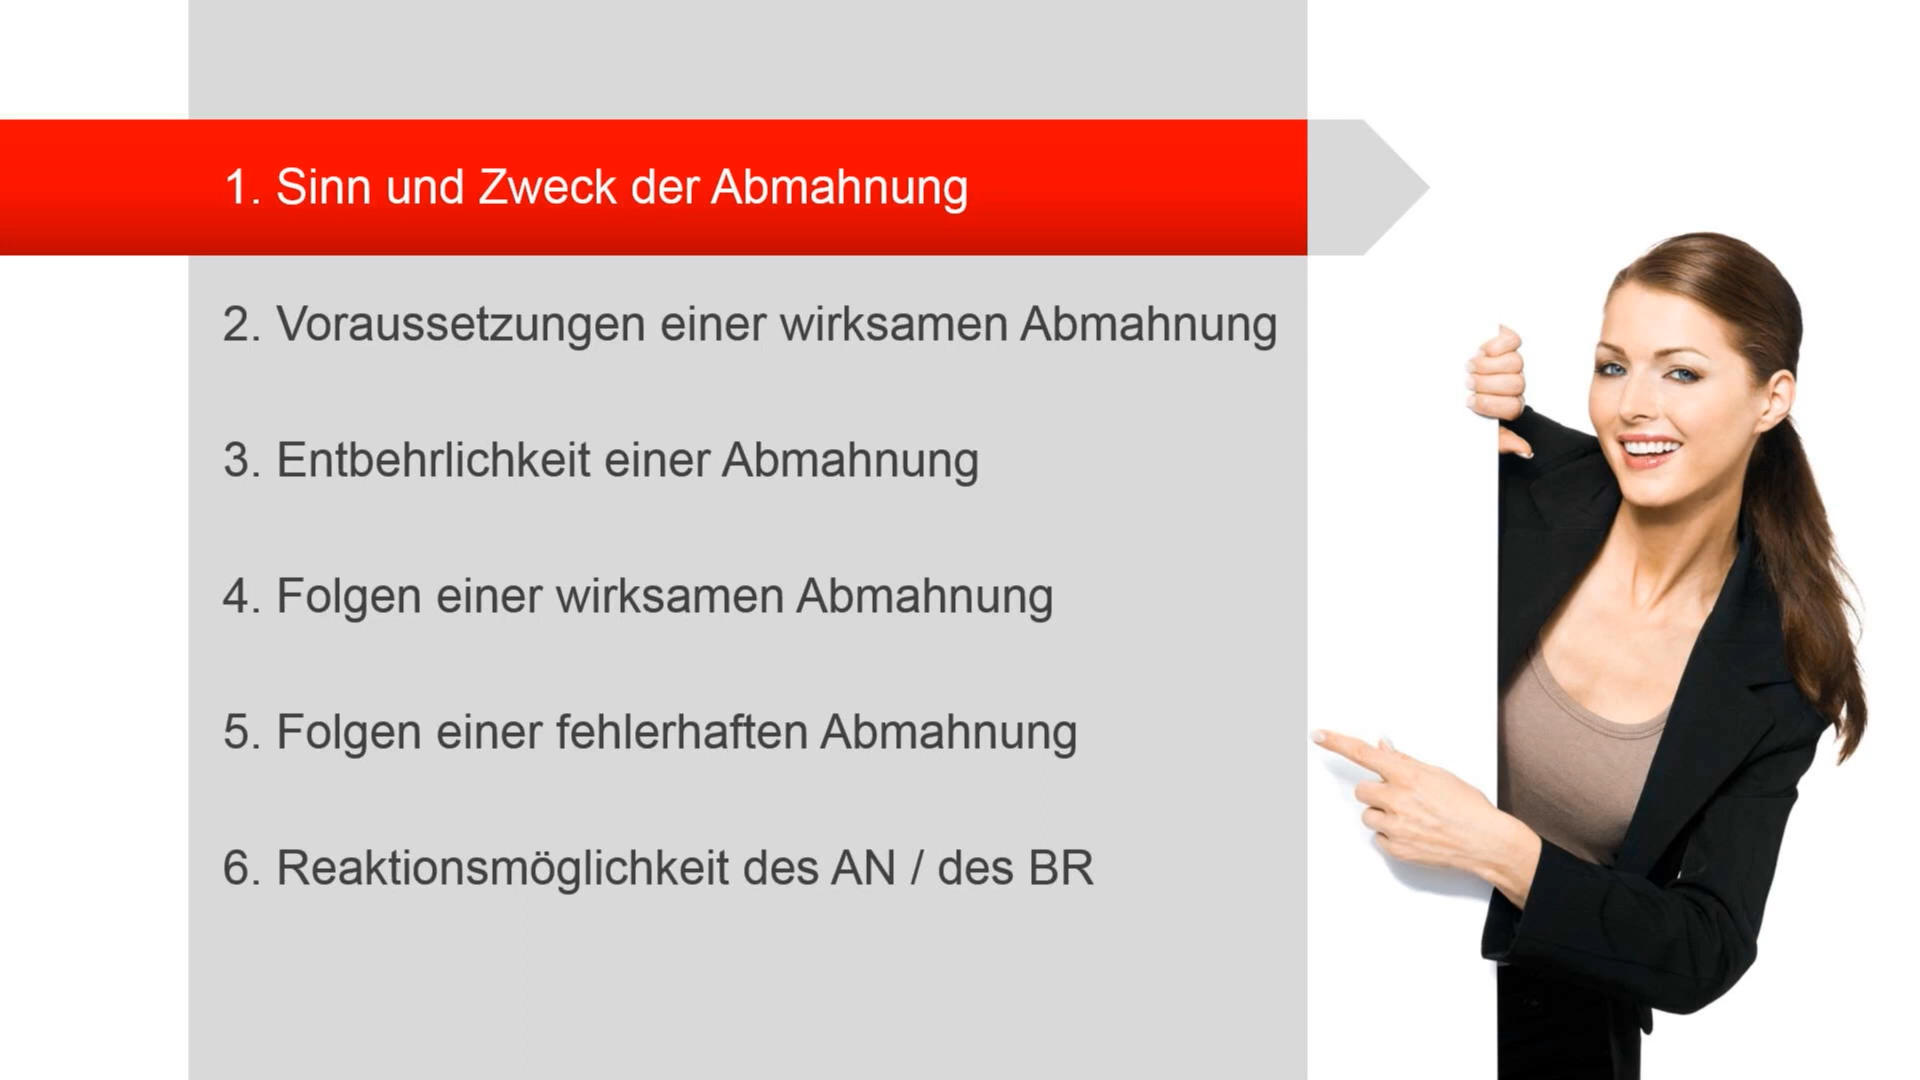 1. Sinn und Zweck der Abmahnung
2. Voraussetzungen einer wirksamen Abmahnung
3. Entbehrlichkeit einer Abmahnung
4. Folgen einer wirksamen Abmahnung
5. Folgen einer fehlerhaften Abmahnung
6. Reaktionsmöglichkeit des AN / des BR